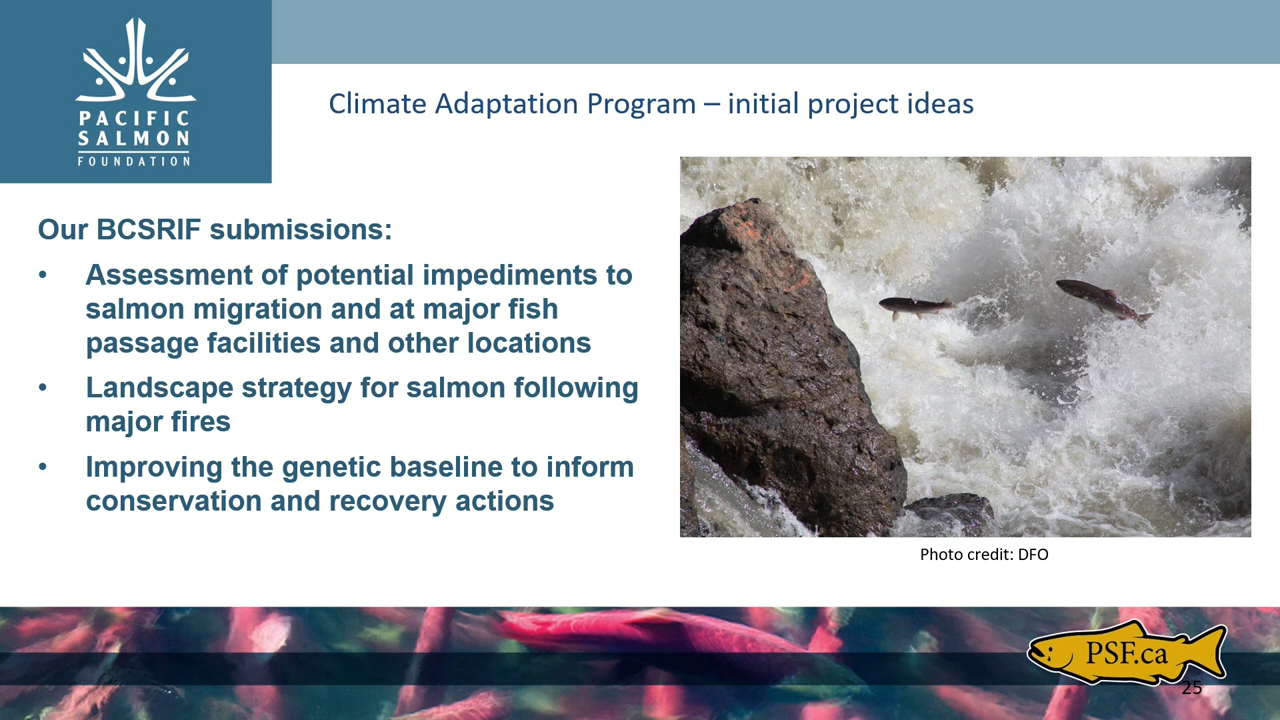 PACIFIC
SALMON
FOUNDATION
Climate Adaptation Program – initial project ideas
Our BCSRIF submissions:
• Assessment of potential impediments to
salmon migration and at major fish
passage facilities and other locations
• Landscape strategy for salmon following
major fires
• Improving the genetic baseline to inform
conservation and recovery actions
Photo credit: DFO
PSF.ca
25